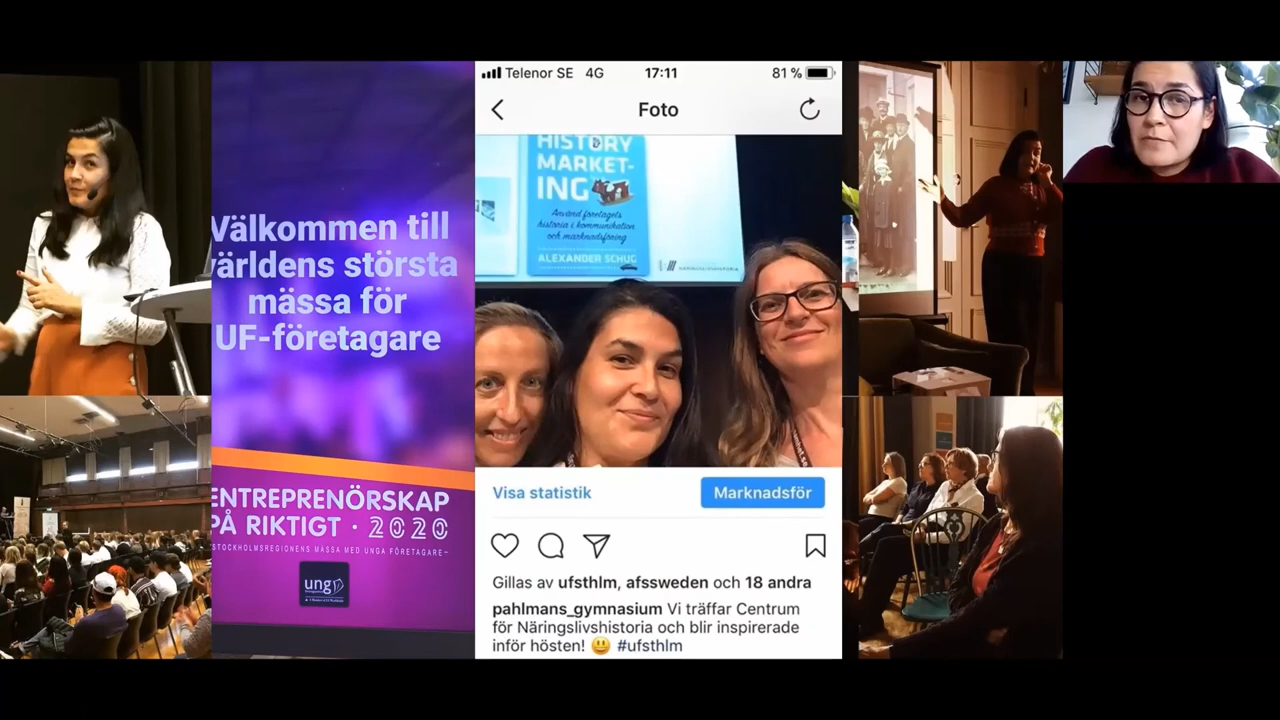 Välkommen till
världens största
mässa för
UF-företagare
ENTREPRENÖRSKAP
PÅ RIKTIGT · 2020
STOCKHOLMSREGIONENS MÄSSA MED UNGA FÖRETAGARE
ung
Telenor SE 4G 17:11 81 %
Foto
HISTORY
MARKET-
ING
Använd företagets
historia i kommunikation
och marknadsföring
ALEXANDER SCHUG
NÄRINGSLIVSHISTORIA
Visa statistik Marknadsför
Gillas av ufsthlm, afssweden och 18 andra
pahlmans_gymnasium Vi träffar Centrum
för Näringslivshistoria och blir inspirerade
inför hösten! 😃 #ufsthlm